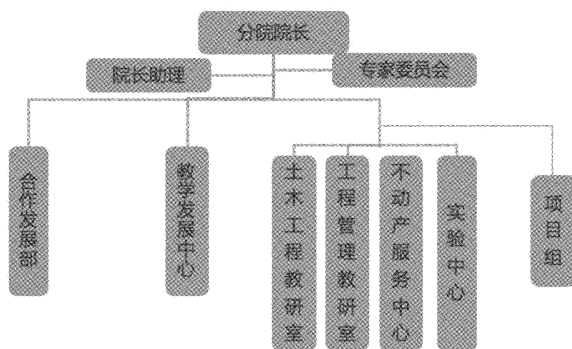 分院院长
院长助理
专家委员会
合作发展部
教学发展中心
土木工程教研室
工程管理教研室
不动产服务中心
实验中心
项目组